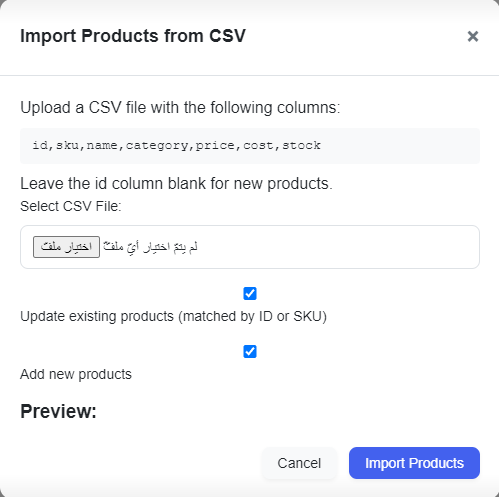 Import Products from CSV ×
Upload a CSV file with the following columns:
id,sku,name,category,price,cost,stock
Leave the id column blank for new products.
Select CSV File:
اختيار ملفّ لم يتمّ اختيار أيّ ملفّ
Update existing products (matched by ID or SKU)
Add new products
Preview:
Cancel Import Products